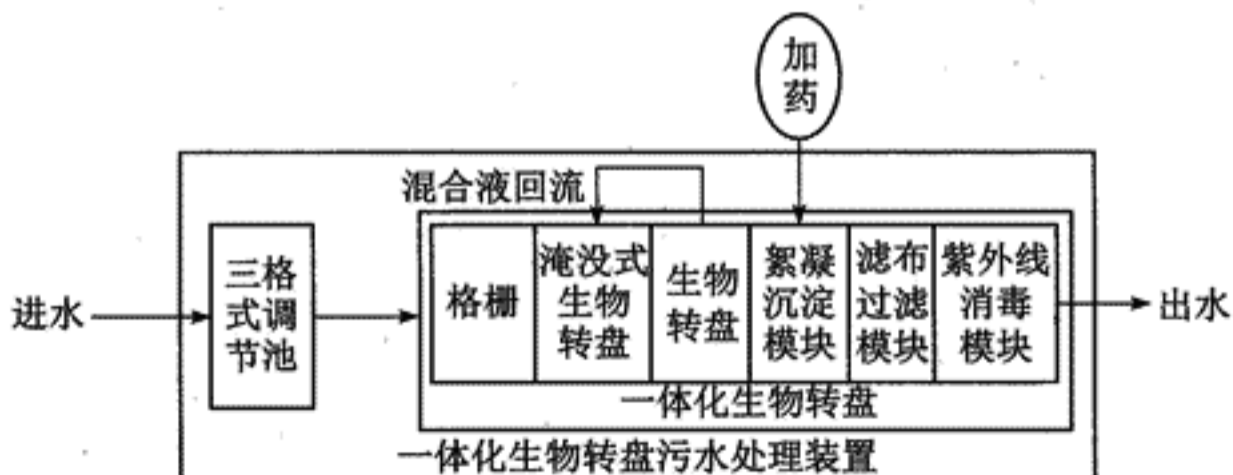 加
药
混合液回流
进水
三格
式调
节池
格栅
淹没式
生物
转盘
生物
转盘
絮凝
沉淀
模块
滤布
过滤
模块
紫外线
消毒
模块
出水
一体化生物转盘
一体化生物转盘污水处理装置